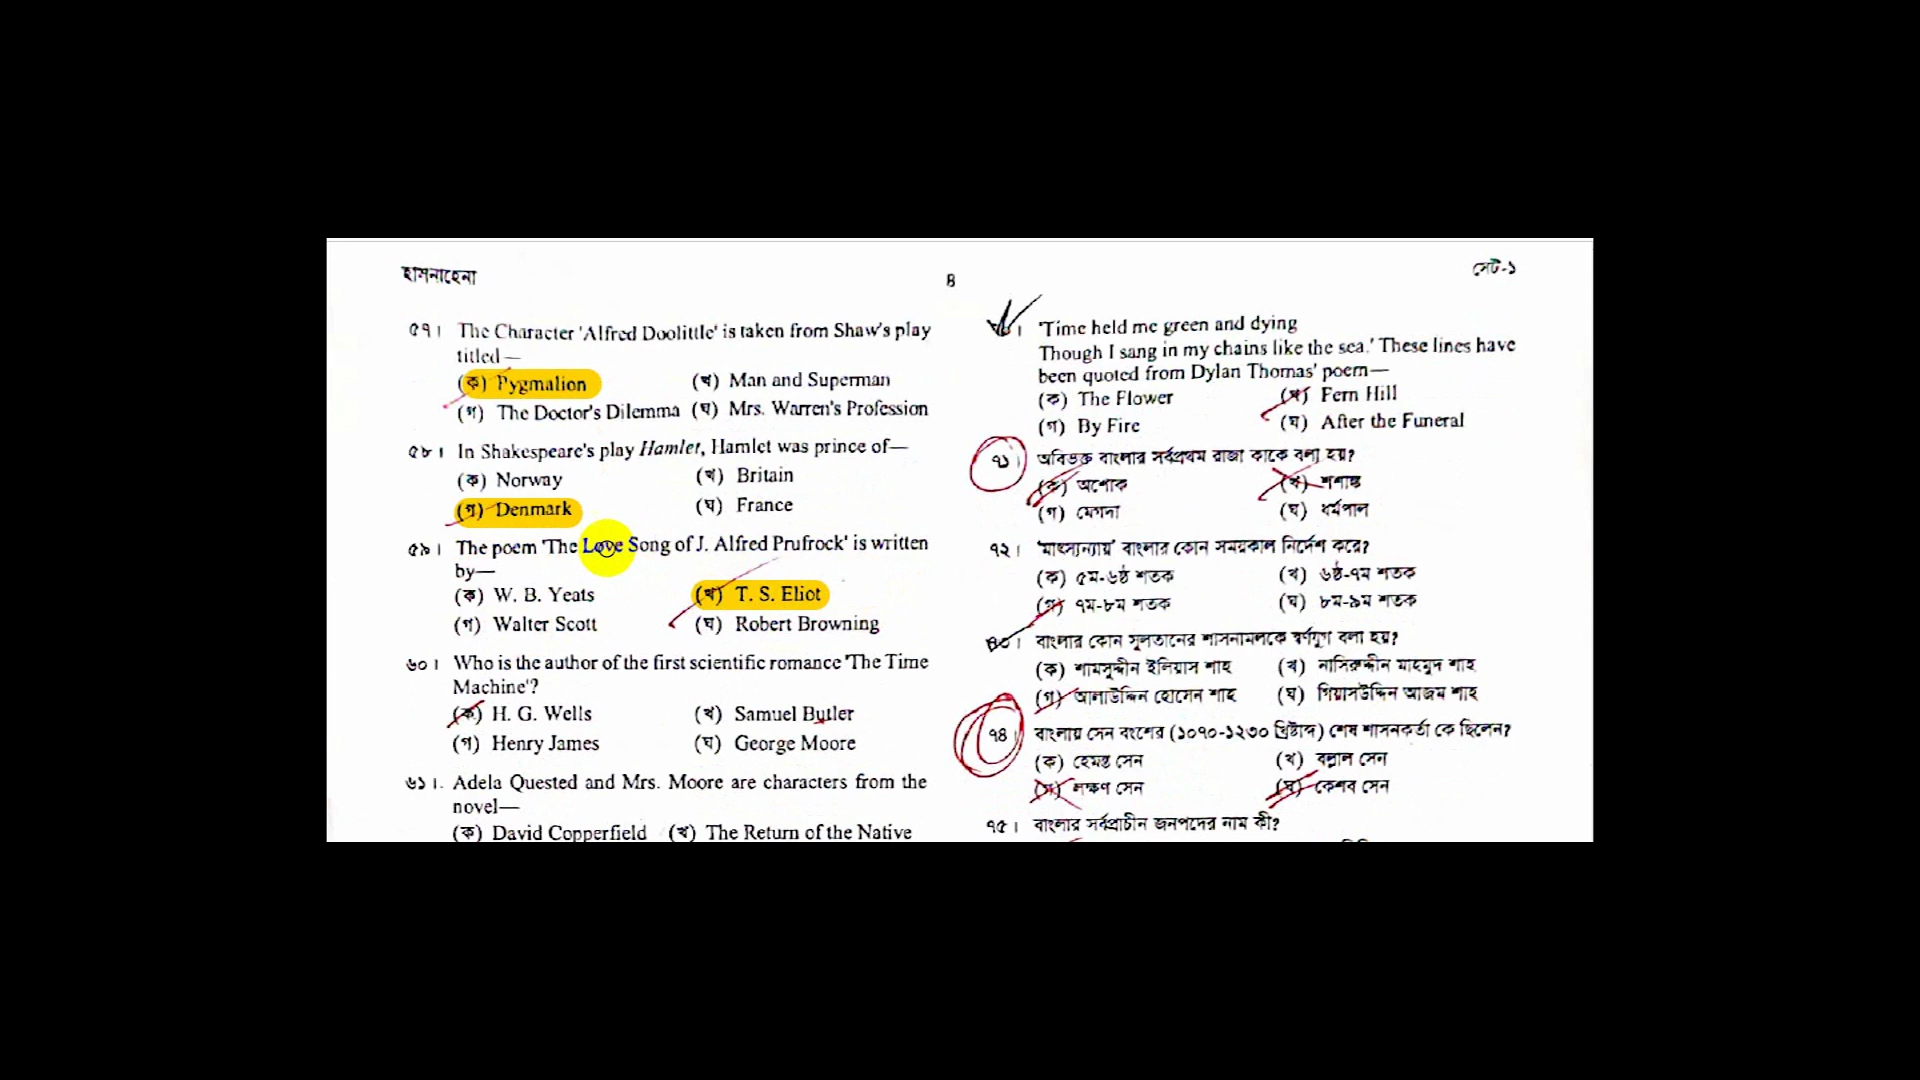 হাসনাহেনা
8
সেট-১
৫৭। The Character 'Alfred Doolittle' is taken from Shaw's play
titled—
(ক) Pygmalion (খ) Man and Superman
(গ) The Doctor's Dilemma (ঘ) Mrs. Warren's Profession
৫৮। In Shakespeare's play Hamlet, Hamlet was prince of—
(ক) Norway (খ) Britain
(গ) Denmark (ঘ) France
৫৯। The poem 'The Love Song of J. Alfred Prufrock' is written
by—
(ক) W. B. Yeats (খ) T. S. Eliot
(গ) Walter Scott (ঘ) Robert Browning
৬০। Who is the author of the first scientific romance 'The Time
Machine'?
(ক) H. G. Wells (খ) Samuel Butler
(গ) Henry James (ঘ) George Moore
৬১। Adela Quested and Mrs. Moore are characters from the
novel—
(ক) David Copperfield (খ) The Return of the Native
'Time held me green and dying
Though I sang in my chains like the sea.' These lines have
been quoted from Dylan Thomas' poem—
(ক) The Flower (খ) Fern Hill
(গ) By Fire (ঘ) After the Funeral
৭১। অবিভক্ত বাংলার সর্বপ্রথম রাজা কাকে বলা হয়?
(ক) অশোক (খ) শশাঙ্ক
(গ) মেগদা (ঘ) ধর্মপাল
৭২। 'মাৎস্যন্যায়' বাংলার কোন সময়কাল নির্দেশ করে?
(ক) ৫ম-৬ষ্ঠ শতক (খ) ৬ষ্ঠ-৭ম শতক
(গ) ৭ম-৮ম শতক (ঘ) ৮ম-৯ম শতক
৭৩। বাংলার কোন সুলতানের শাসনামলকে স্বর্ণযুগ বলা হয়?
(ক) শামসুদ্দীন ইলিয়াস শাহ (খ) নাসিরুদ্দীন মাহমুদ শাহ
(গ) আলাউদ্দিন হোসেন শাহ (ঘ) গিয়াসউদ্দিন আজম শাহ
৭৪। বাংলায় সেন বংশের (১০৭০-১২৩০ খ্রিষ্টাব্দ) শেষ শাসনকর্তা কে ছিলেন?
(ক) হেমন্ত সেন (খ) বল্লাল সেন
(গ) লক্ষণ সেন (ঘ) কেশব সেন
৭৫। বাংলার সর্বপ্রাচীন জনপদের নাম কী?